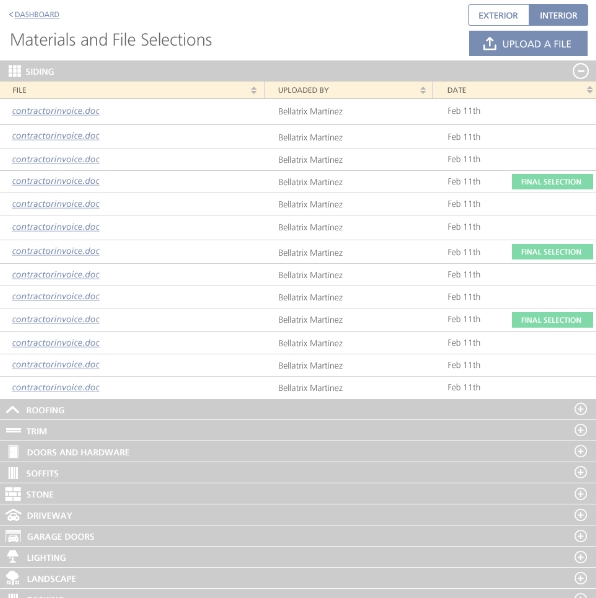 < DASHBOARD
EXTERIOR INTERIOR
Materials and File Selections
UPLOAD A FILE
SIDING
FILE UPLOADED BY DATE
contractorinvoice.doc Bellatrix Martinez Feb 11th
contractorinvoice.doc Bellatrix Martinez Feb 11th
contractorinvoice.doc Bellatrix Martinez Feb 11th
contractorinvoice.doc Bellatrix Martinez Feb 11th FINAL SELECTION
contractorinvoice.doc Bellatrix Martinez Feb 11th
contractorinvoice.doc Bellatrix Martinez Feb 11th
contractorinvoice.doc Bellatrix Martinez Feb 11th FINAL SELECTION
contractorinvoice.doc Bellatrix Martinez Feb 11th
contractorinvoice.doc Bellatrix Martinez Feb 11th
contractorinvoice.doc Bellatrix Martinez Feb 11th FINAL SELECTION
contractorinvoice.doc Bellatrix Martinez Feb 11th
contractorinvoice.doc Bellatrix Martinez Feb 11th
contractorinvoice.doc Bellatrix Martinez Feb 11th
ROOFING
TRIM
DOORS AND HARDWARE
SOFFITS
STONE
DRIVEWAY
GARAGE DOORS
LIGHTING
LANDSCAPE